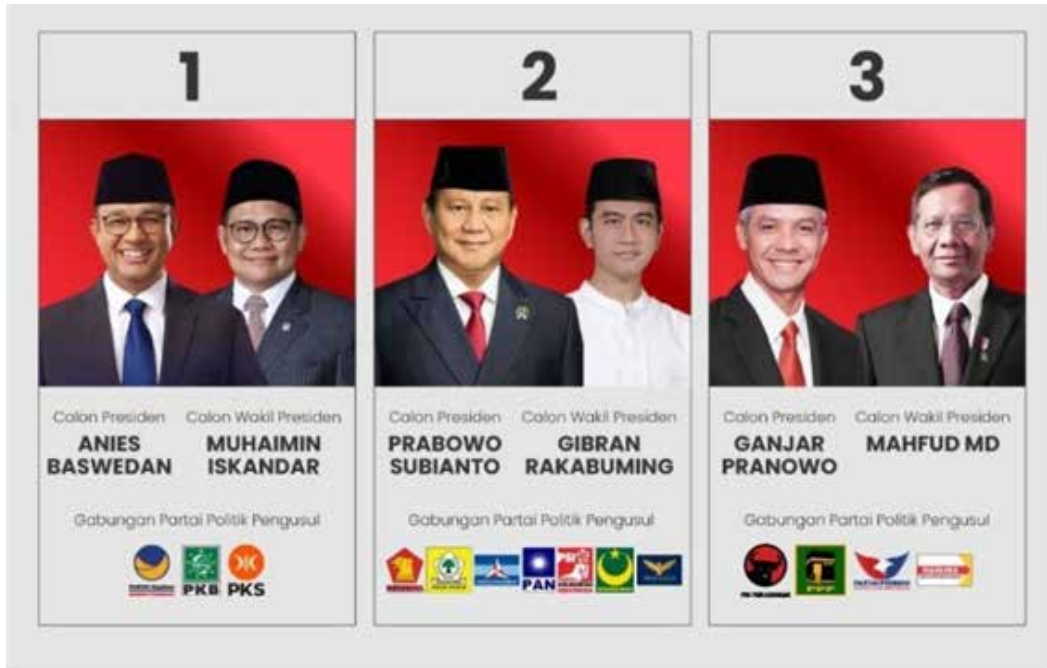 1
Calon Presiden
ANIES
BASWEDAN
Calon Wakil Presiden
MUHAIMIN
ISKANDAR
Gabungan Partai Politik Pengusul
PKB
PKS
2
Calon Presiden
PRABOWO
SUBIANTO
Calon Wakil Presiden
GIBRAN
RAKABUMING
Gabungan Partai Politik Pengusul
PAN
PSI
3
Calon Presiden
GANJAR
PRANOWO
Calon Wakil Presiden
MAHFUD MD
Gabungan Partai Politik Pengusul
PPP